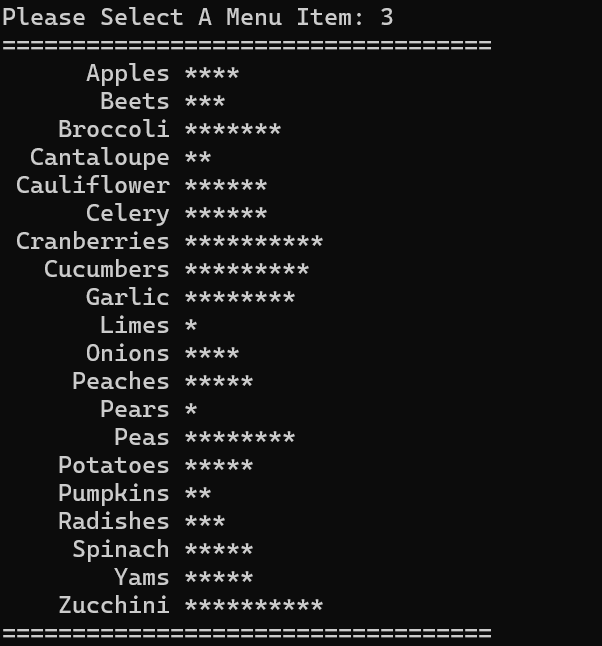 Please Select A Menu Item: 3
===================================
Apples ****
Beets ***
Broccoli *******
Cantaloupe **
Cauliflower ******
Celery ******
Cranberries **********
Cucumbers *********
Garlic ********
Limes *
Onions ****
Peaches *****
Pears *
Peas ********
Potatoes *****
Pumpkins **
Radishes ***
Spinach *****
Yams *****
Zucchini **********
===================================